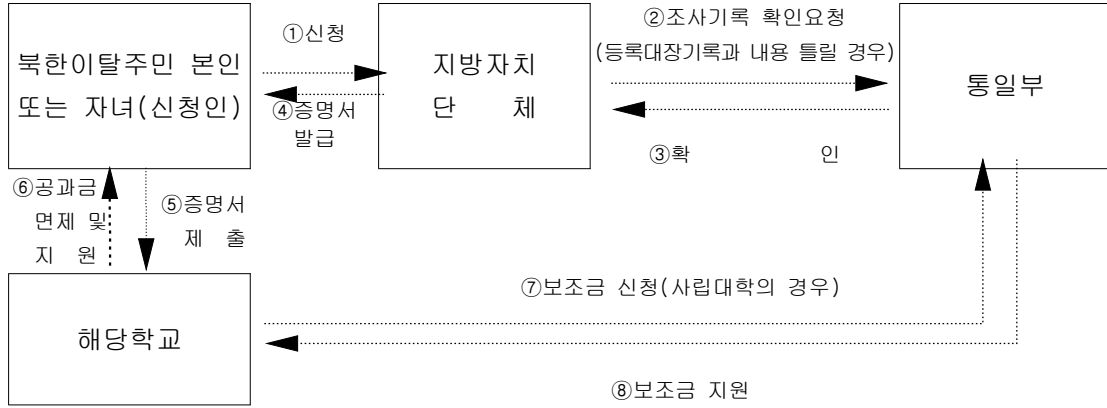 북한이탈주민 본인
또는 자녀(신청인)
①신청
④증명서
발급
지방자치
단 체
②조사기록 확인요청
(등록대장기록과 내용 틀릴 경우)
③확 인
통일부
⑥공과금
면제 및
지 원
⑤증명서
제 출
해당학교
⑦보조금 신청(사립대학의 경우)
⑧보조금 지원